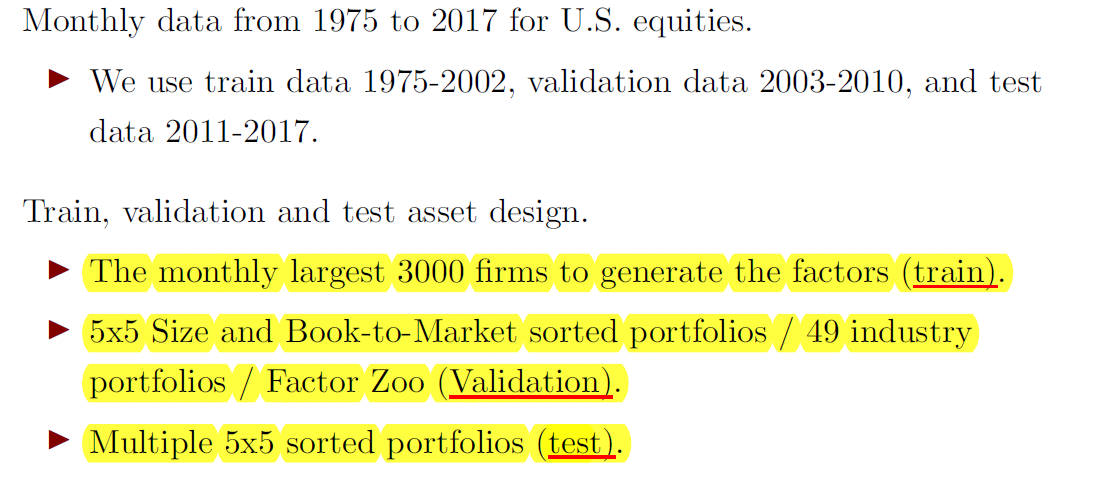 Monthly data from 1975 to 2017 for U.S. equities.
▶ We use train data 1975-2002, validation data 2003-2010, and test
data 2011-2017.
Train, validation and test asset design.
▶ The monthly largest 3000 firms to generate the factors (train).
▶ 5x5 Size and Book-to-Market sorted portfolios / 49 industry
portfolios / Factor Zoo (Validation).
▶ Multiple 5x5 sorted portfolios (test).